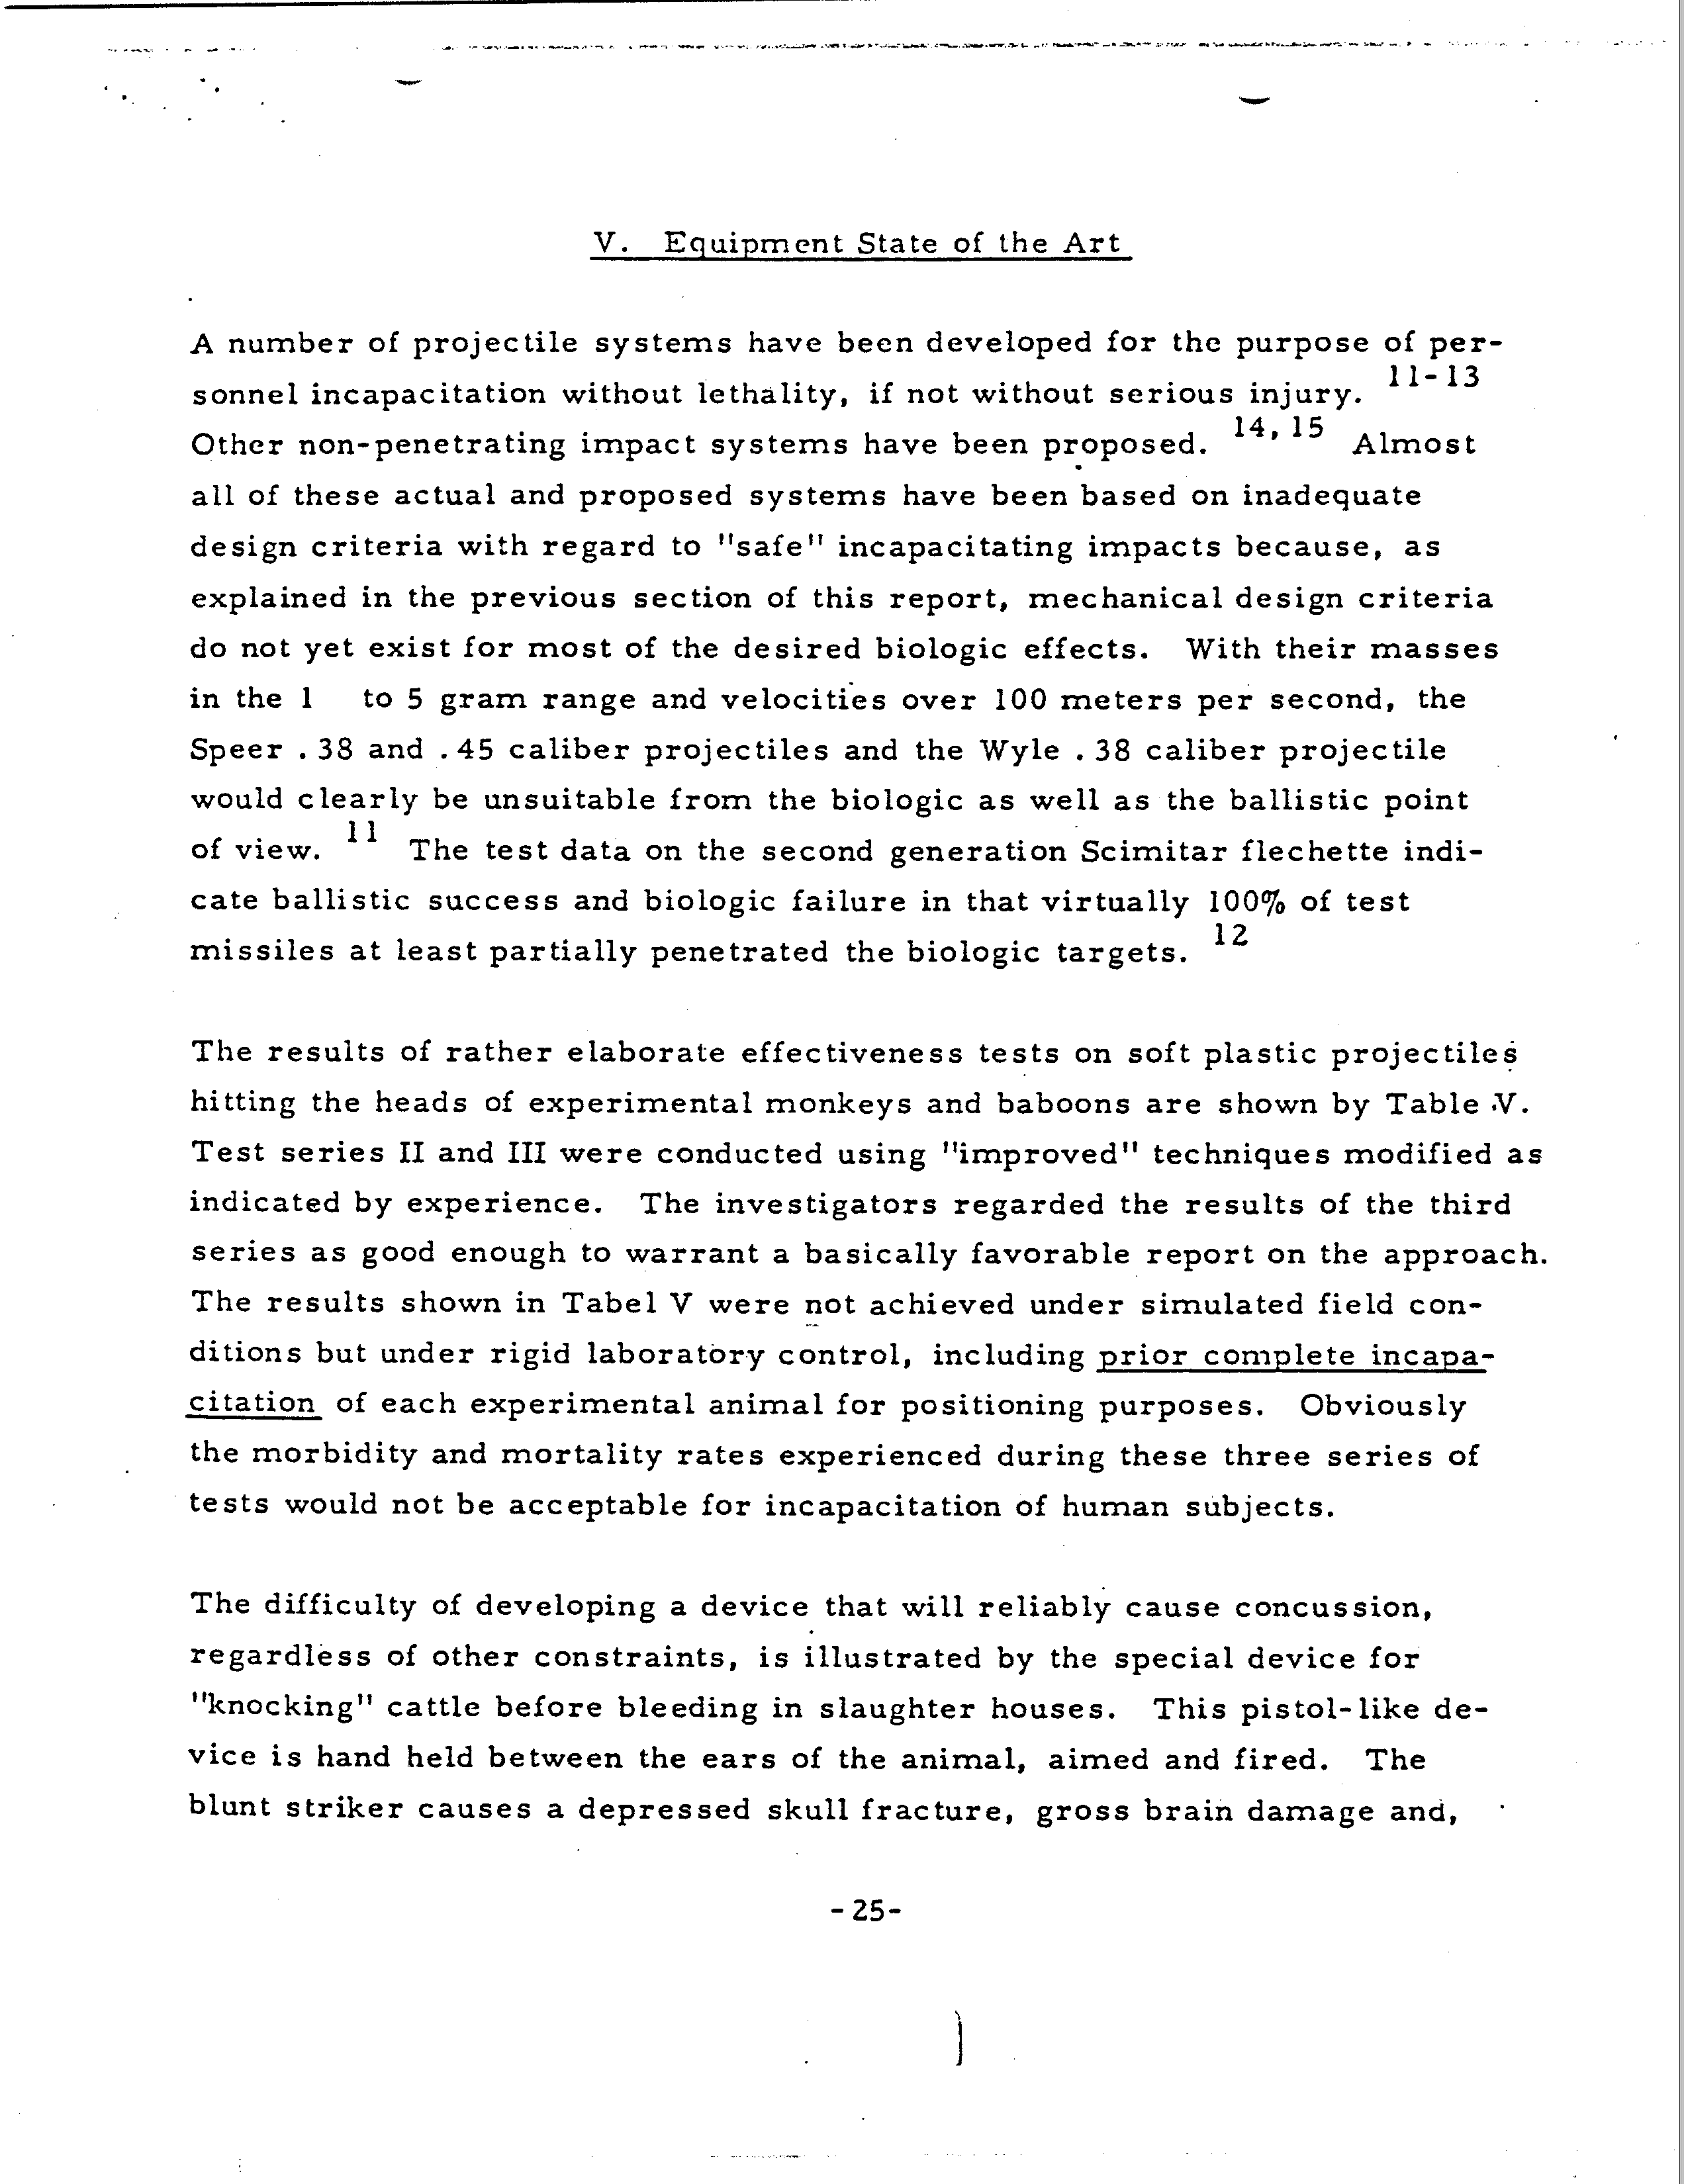 V. Equipment State of the Art
A number of projectile systems have been developed for the purpose of per-
sonnel incapacitation without lethality, if not without serious injury. 11-13
Other non-penetrating impact systems have been proposed. 14, 15 Almost
all of these actual and proposed systems have been based on inadequate
design criteria with regard to "safe" incapacitating impacts because, as
explained in the previous section of this report, mechanical design criteria
do not yet exist for most of the desired biologic effects. With their masses
in the 1 to 5 gram range and velocities over 100 meters per second, the
Speer .38 and .45 caliber projectiles and the Wyle .38 caliber projectile
would clearly be unsuitable from the biologic as well as the ballistic point
of view. 11 The test data on the second generation Scimitar flechette indi-
cate ballistic success and biologic failure in that virtually 100% of test
missiles at least partially penetrated the biologic targets. 12
The results of rather elaborate effectiveness tests on soft plastic projectiles
hitting the heads of experimental monkeys and baboons are shown by Table V.
Test series II and III were conducted using "improved" techniques modified as
indicated by experience. The investigators regarded the results of the third
series as good enough to warrant a basically favorable report on the approach.
The results shown in Tabel V were not achieved under simulated field con-
ditions but under rigid laboratory control, including prior complete incapa-
citation of each experimental animal for positioning purposes. Obviously
the morbidity and mortality rates experienced during these three series of
tests would not be acceptable for incapacitation of human subjects.
The difficulty of developing a device that will reliably cause concussion,
regardless of other constraints, is illustrated by the special device for
"knocking" cattle before bleeding in slaughter houses. This pistol-like de-
vice is hand held between the ears of the animal, aimed and fired. The
blunt striker causes a depressed skull fracture, gross brain damage and,
-25-